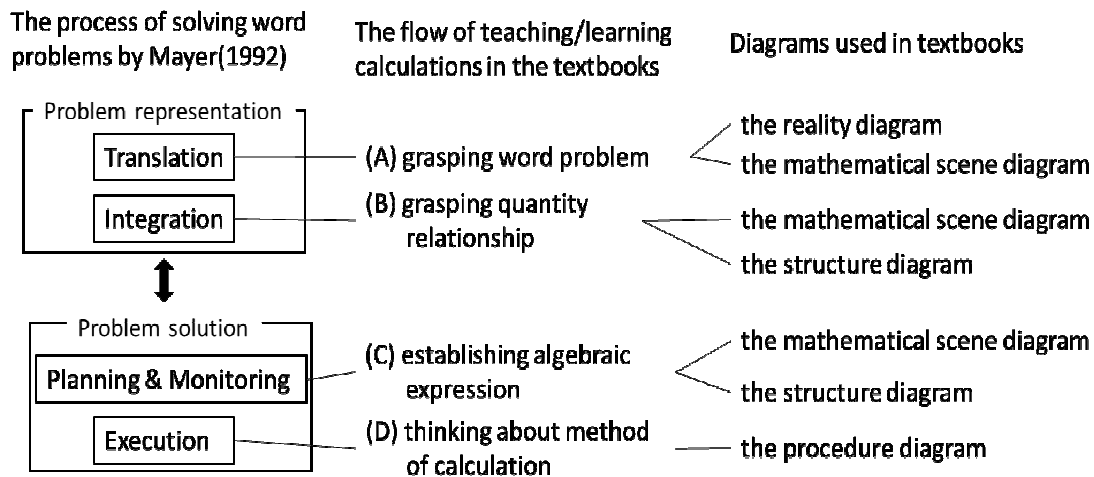 The process of solving word
problems by Mayer(1992)
The flow of teaching/learning
calculations in the textbooks
Diagrams used in textbooks
Problem representation
Translation
Integration
(A) grasping word problem
(B) grasping quantity
relationship
the reality diagram
the mathematical scene diagram
the mathematical scene diagram
the structure diagram
Problem solution
Planning & Monitoring
Execution
(C) establishing algebraic
expression
(D) thinking about method
of calculation
the mathematical scene diagram
the structure diagram
the procedure diagram